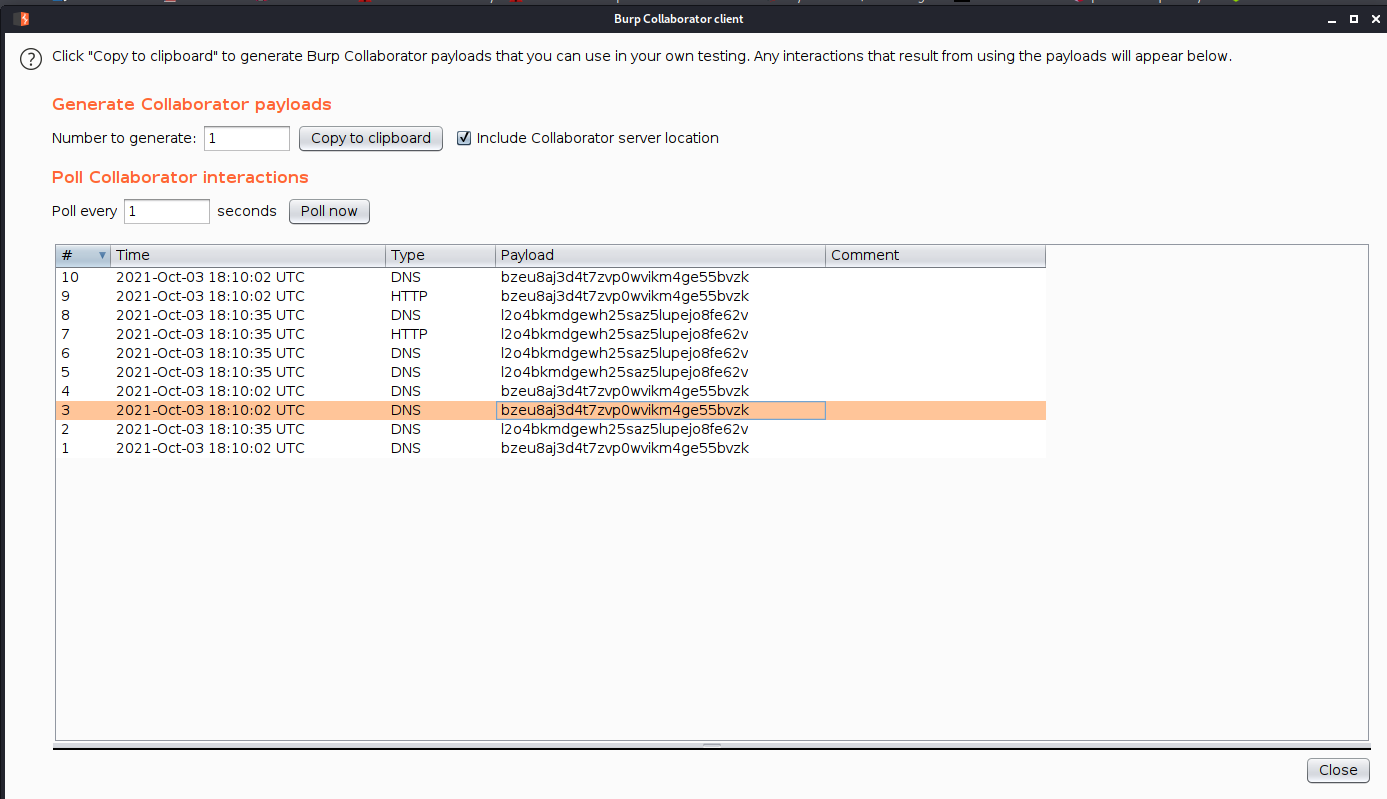 Burp Collaborator client
Click "Copy to clipboard" to generate Burp Collaborator payloads that you can use in your own testing. Any interactions that result from using the payloads will appear below.
Generate Collaborator payloads
Number to generate: 1 Copy to clipboard Include Collaborator server location
Poll Collaborator interactions
Poll every 1 seconds Poll now
# Time Type Payload Comment
10 2021-Oct-03 18:10:02 UTC DNS bzeu8aj3d4t7zvp0wvikm4ge55bvzk
9 2021-Oct-03 18:10:02 UTC HTTP bzeu8aj3d4t7zvp0wvikm4ge55bvzk
8 2021-Oct-03 18:10:35 UTC DNS l2o4bkmdgewh25saz5lupejo8fe62v
7 2021-Oct-03 18:10:35 UTC HTTP l2o4bkmdgewh25saz5lupejo8fe62v
6 2021-Oct-03 18:10:35 UTC DNS l2o4bkmdgewh25saz5lupejo8fe62v
5 2021-Oct-03 18:10:35 UTC DNS l2o4bkmdgewh25saz5lupejo8fe62v
4 2021-Oct-03 18:10:02 UTC DNS bzeu8aj3d4t7zvp0wvikm4ge55bvzk
3 2021-Oct-03 18:10:02 UTC DNS bzeu8aj3d4t7zvp0wvikm4ge55bvzk
2 2021-Oct-03 18:10:35 UTC DNS l2o4bkmdgewh25saz5lupejo8fe62v
1 2021-Oct-03 18:10:02 UTC DNS bzeu8aj3d4t7zvp0wvikm4ge55bvzk
Close